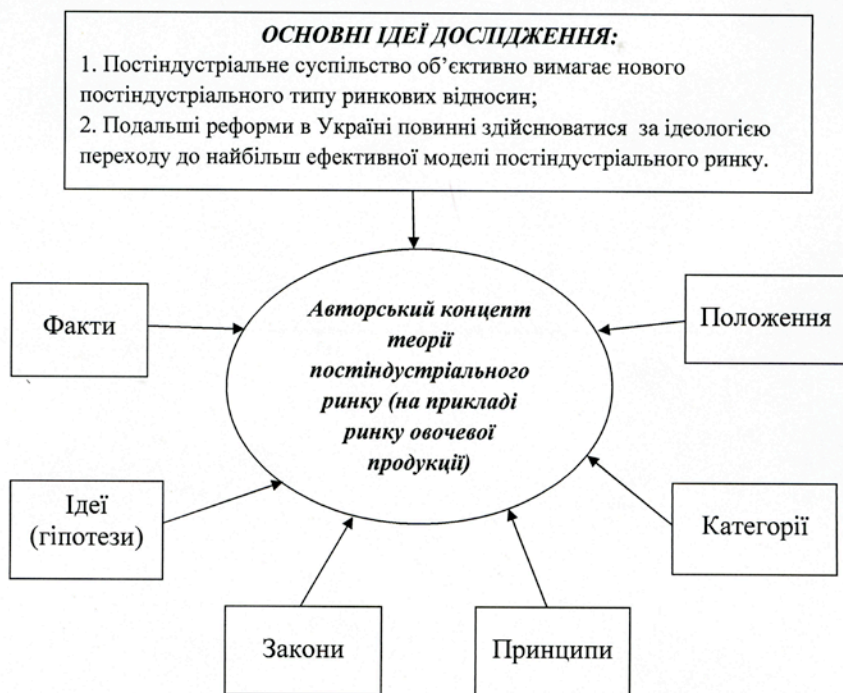 ОСНОВНІ ІДЕЇ ДОСЛІДЖЕННЯ:
1. Постіндустріальне суспільство об’єктивно вимагає нового
постіндустріального типу ринкових відносин;
2. Подальші реформи в Україні повинні здійснюватися за ідеологією
переходу до найбільш ефективної моделі постіндустріального ринку.
Авторський концепт
теорії
постіндустріального
ринку (на прикладі
ринку овочевої
продукції)
Факти
Положення
Ідеї
(гіпотези)
Категорії
Закони
Принципи